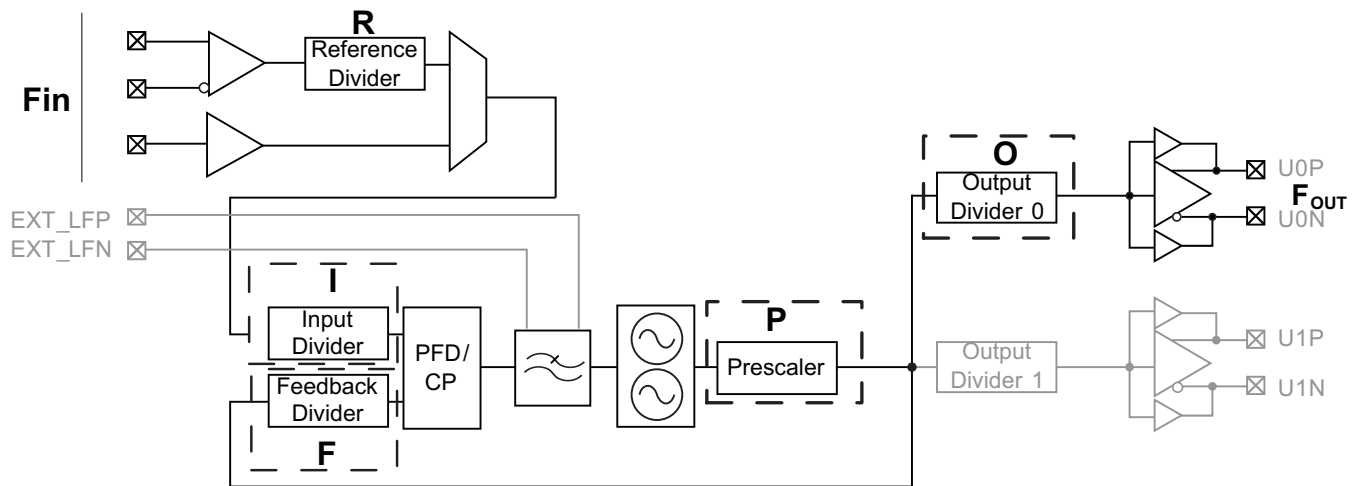 R
Reference
Divider
Fin
O
Output
Divider 0
U0P
FOUT
U0N
EXT_LFP
EXT_LFN
I
Input
Divider
PFD/
CP
Feedback
Divider
F
P
Prescaler
Output
Divider 1
U1P
U1N